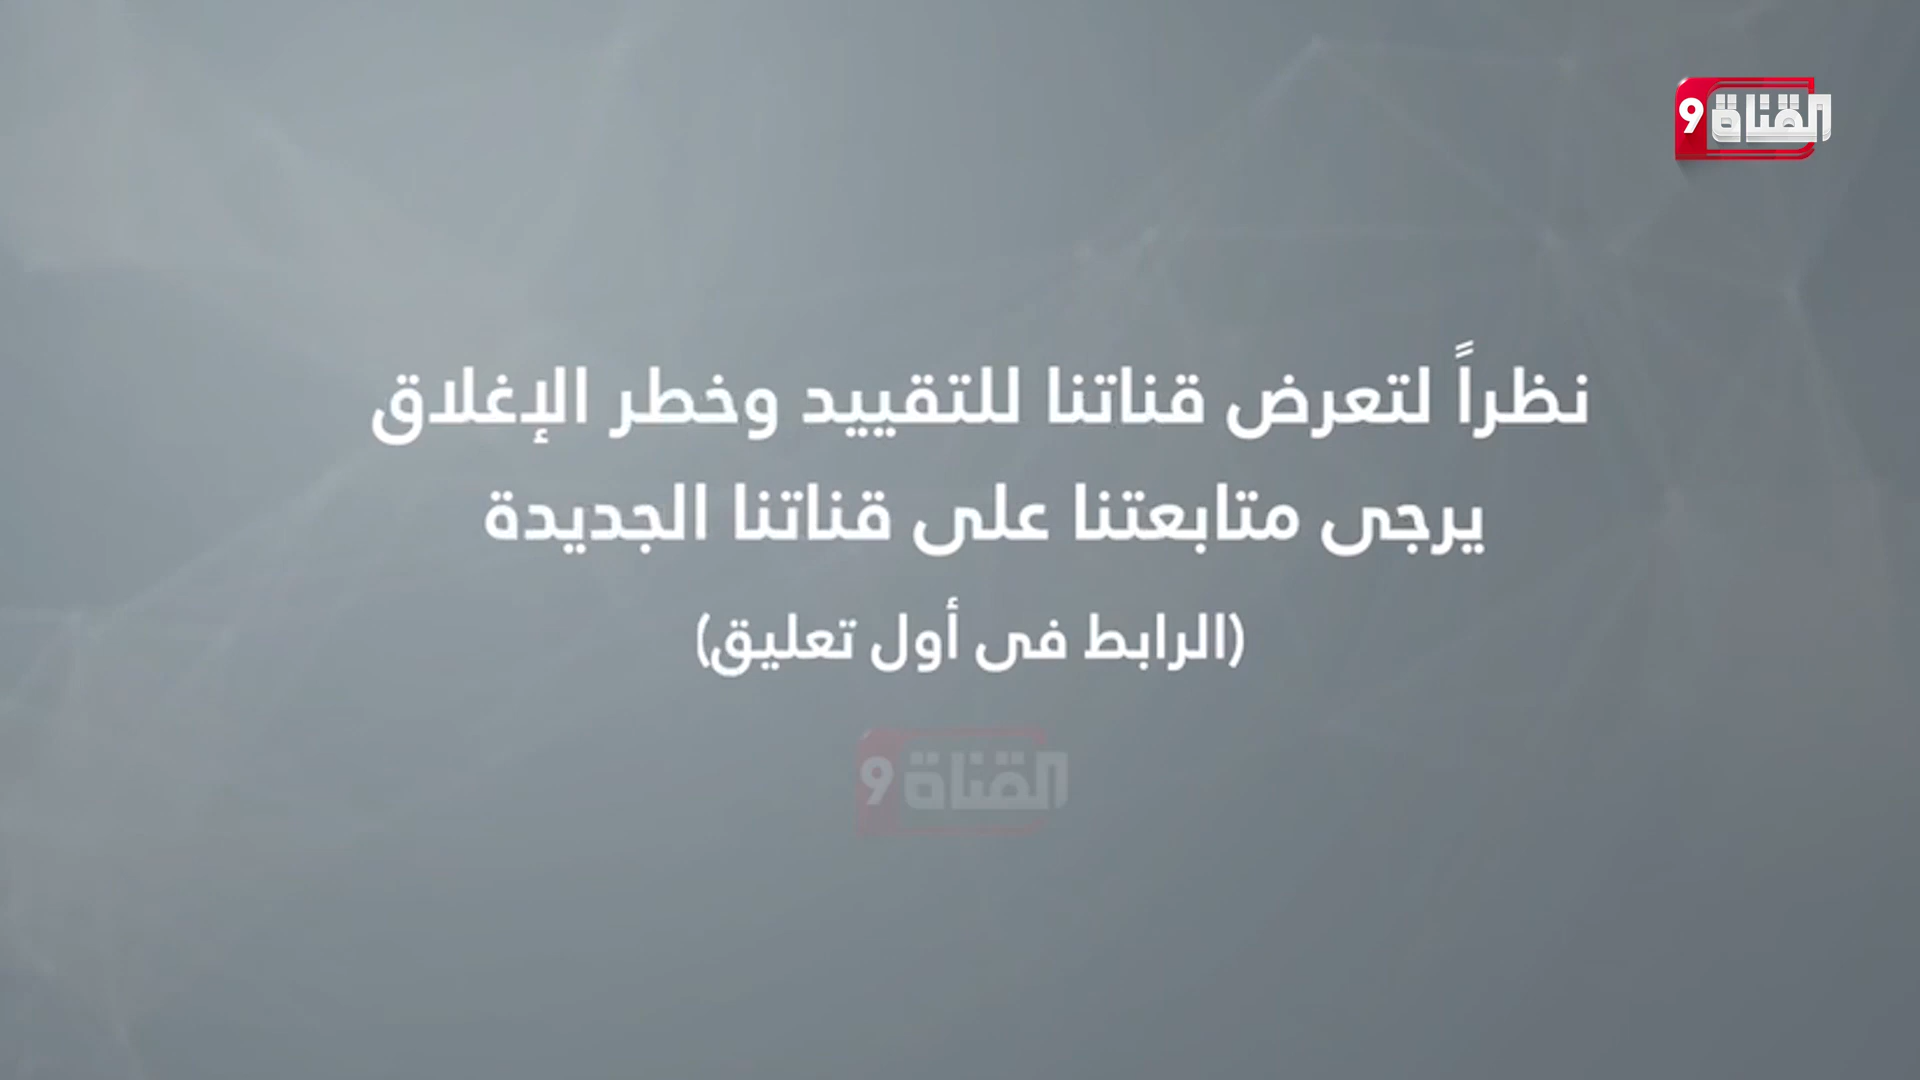 القناة 9
نظراً لتعرض قناتنا للتقييد وخطر الإغلاق
يرجى متابعتنا على قناتنا الجديدة
(الرابط فى أول تعليق)
القناة 9